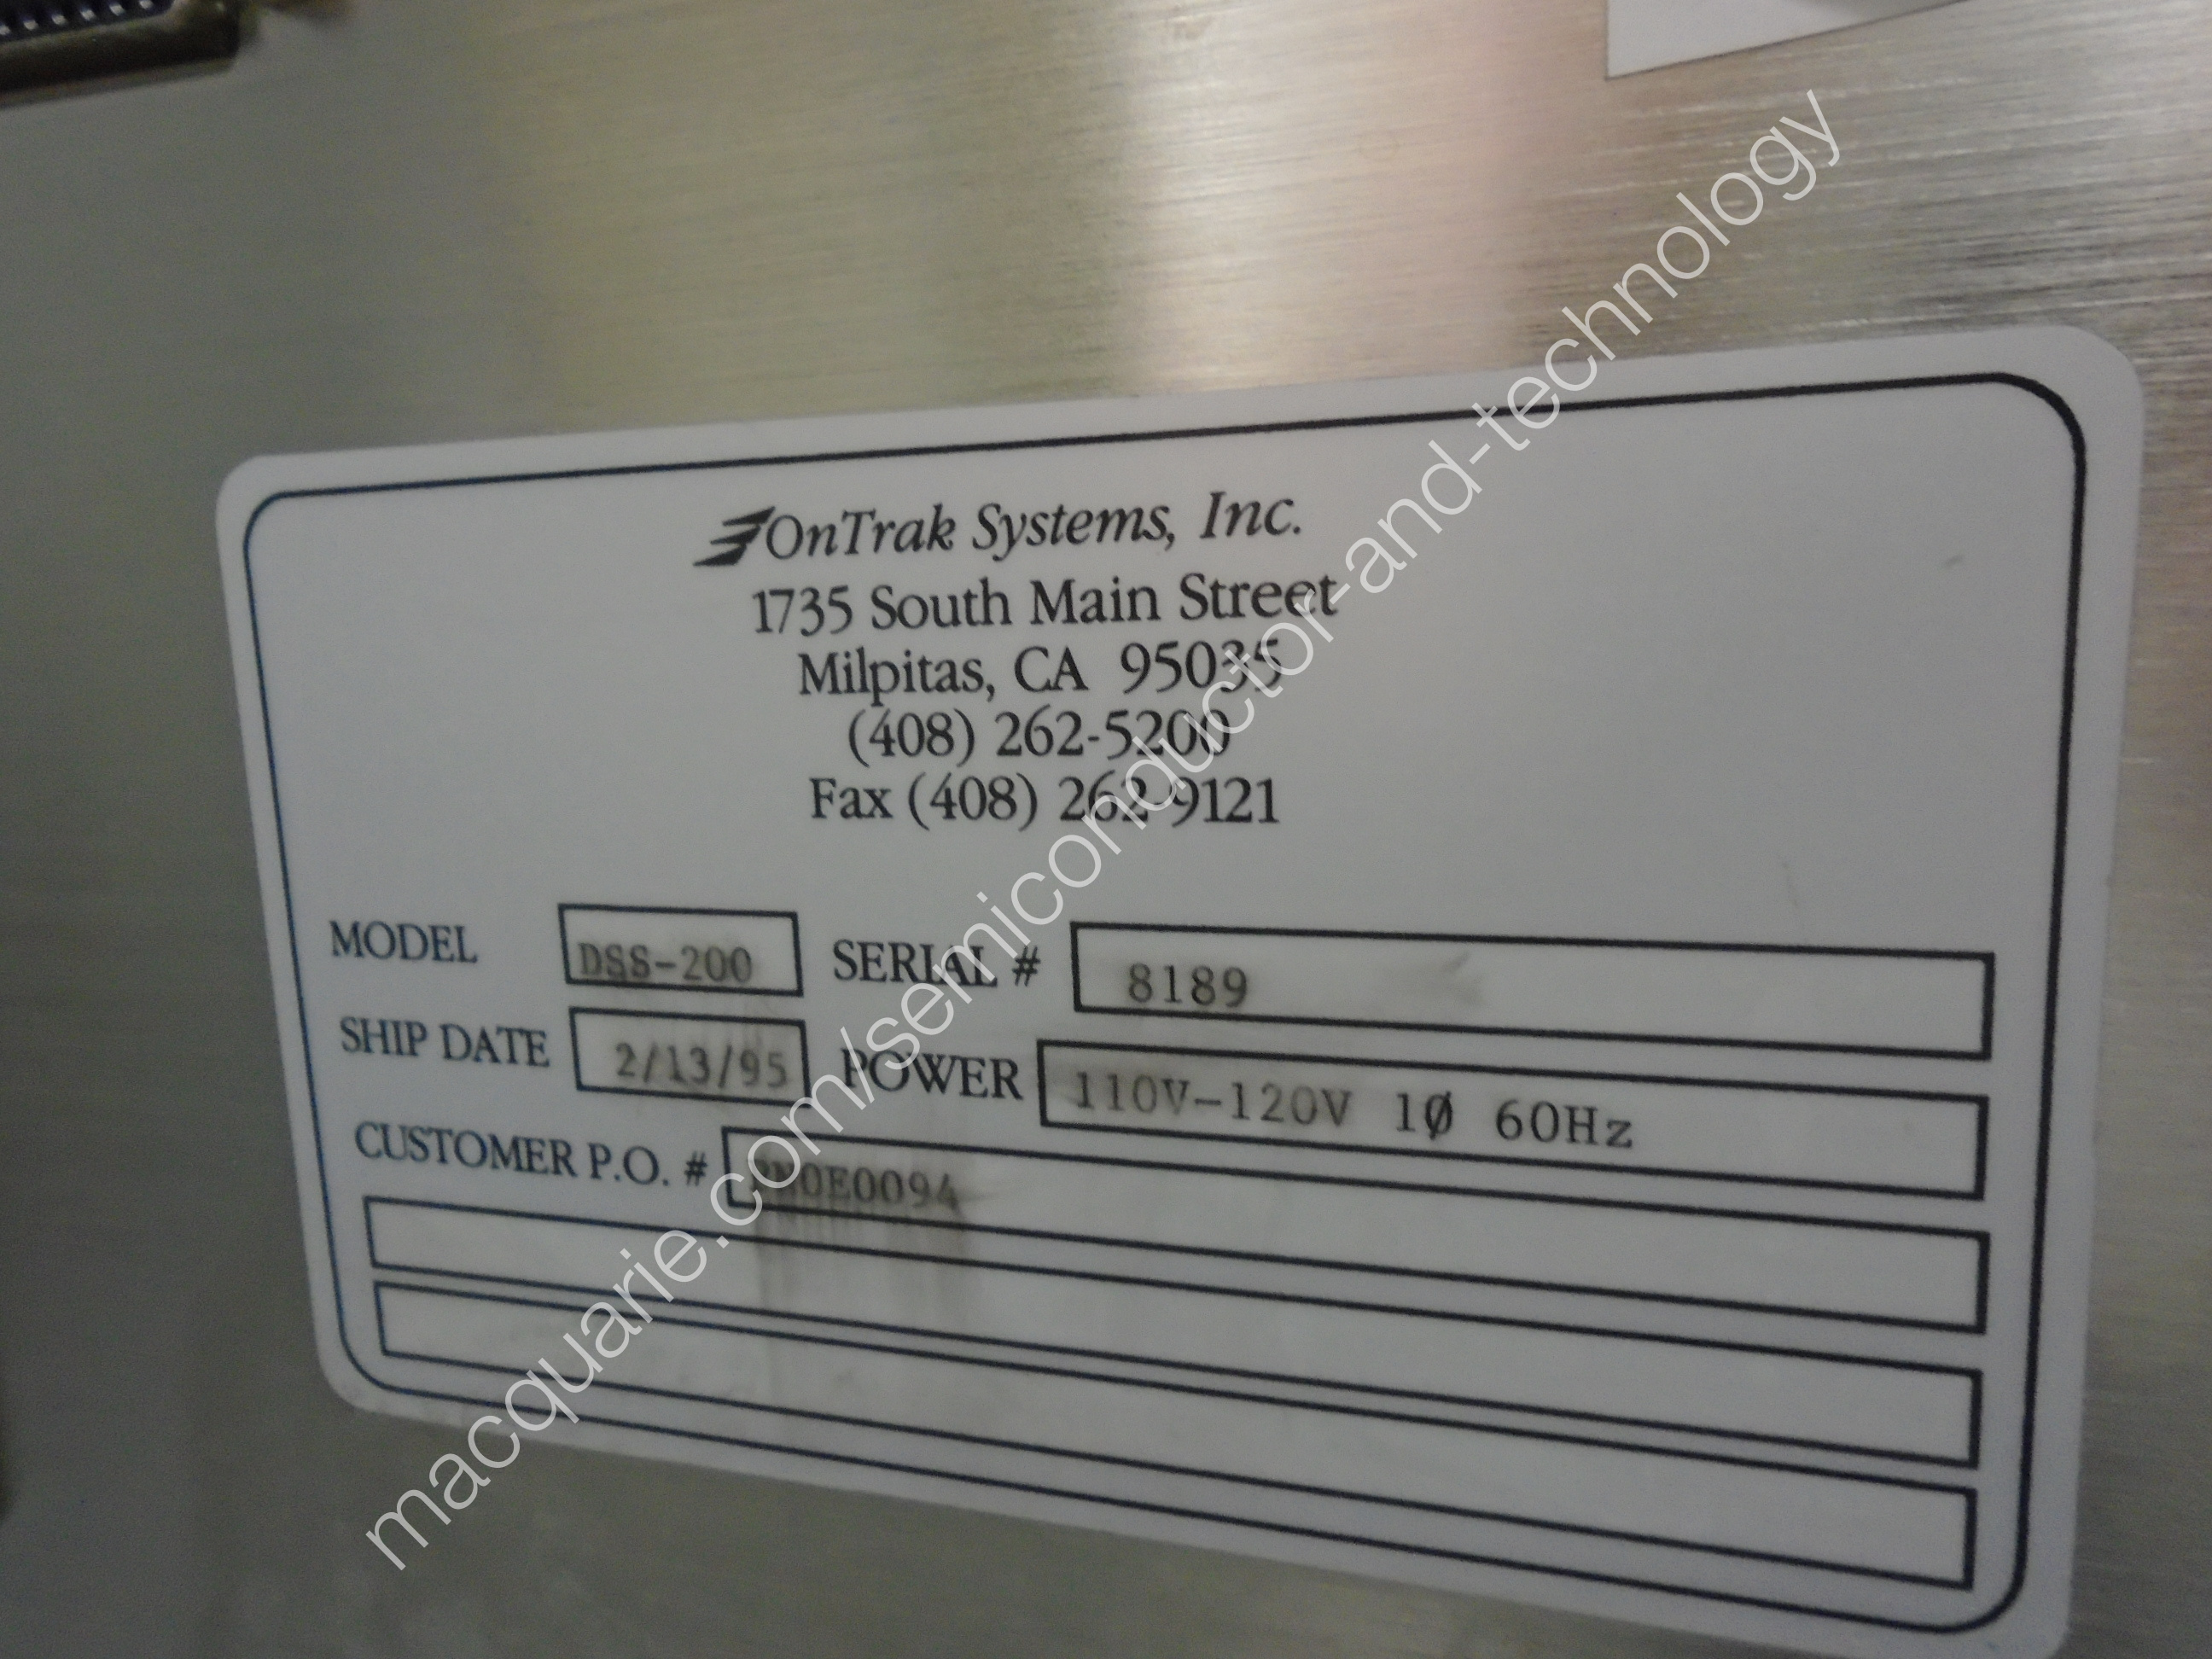 OnTrak Systems, Inc.
1735 South Main Street
Milpitas, CA 95035
(408) 262-5200
Fax (408) 262-9121
MODEL DSS-200 SERIAL # 8189
SHIP DATE 2/13/95 POWER 110V-120V 1Ø 60Hz
CUSTOMER P.O. #
macquarie.com/semiconductor-and-technology